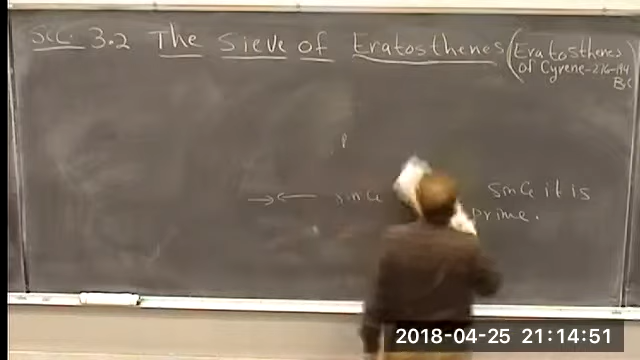 Sec. 3.2 The Sieve of Eratosthenes (Eratosthenes
of Cyrene-276-194
BC
P
→← since since it is
prime.
2018-04-25 21:14:51